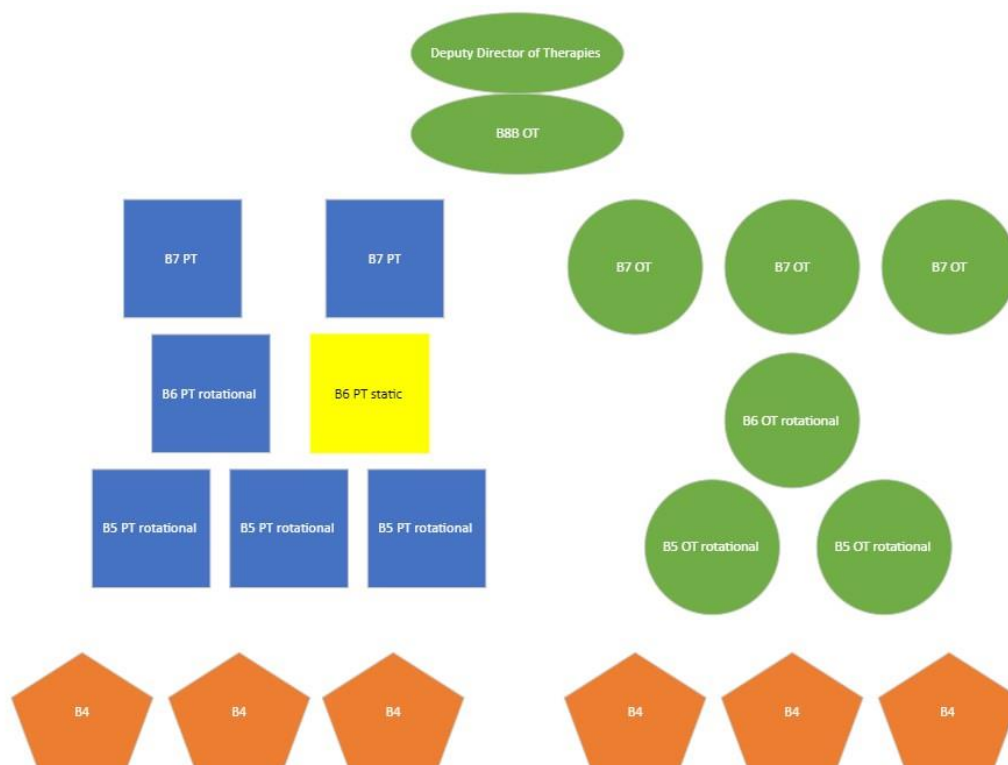 Deputy Director of Therapies
B8B OT
B7 PT
B7 PT
B7 OT
B7 OT
B7 OT
B6 PT rotational
B6 PT static
B6 OT rotational
B5 PT rotational
B5 PT rotational
B5 PT rotational
B5 OT rotational
B5 OT rotational
B4
B4
B4
B4
B4
B4